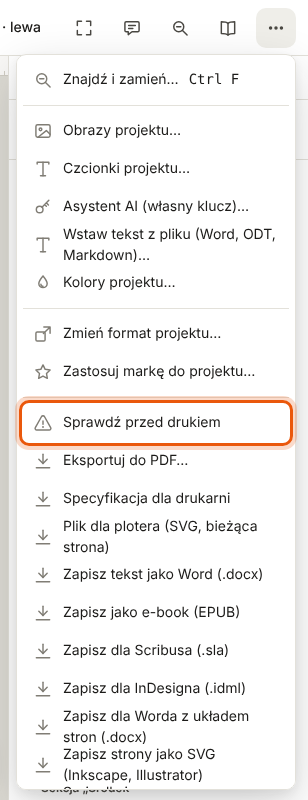 · lewa
Znajdź i zamień... Ctrl F
Obrazy projektu...
Czcionki projektu...
Asystent AI (własny klucz)...
Wstaw tekst z pliku (Word, ODT,
Markdown)...
Kolory projektu...
Zmień format projektu...
Zastosuj markę do projektu...
Sprawdź przed drukiem
Eksportuj do PDF...
Specyfikacja dla drukarni
Plik dla plotera (SVG, bieżąca
strona)
Zapisz tekst jako Word (.docx)
Zapisz jako e-book (EPUB)
Zapisz dla Scribusa (.sla)
Zapisz dla InDesigna (.idml)
Zapisz dla Worda z układem
stron (.docx)
Zapisz strony jako SVG
(Inkscape, Illustrator)